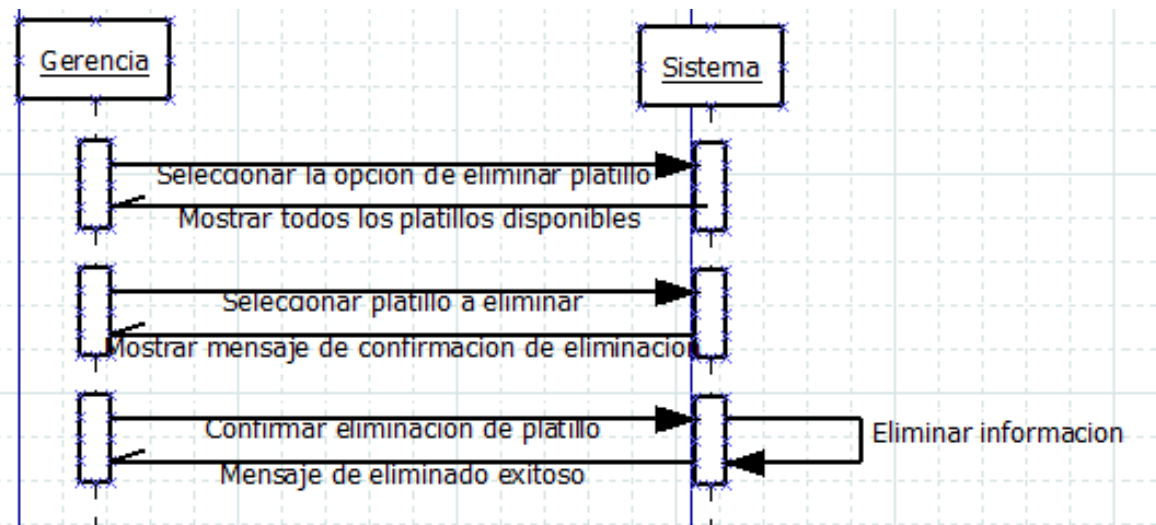 Gerencia
Sistema
Seleccionar la opcion de eliminar platillo
Mostrar todos los platillos disponibles
Seleccionar platillo a eliminar
Mostrar mensaje de confirmacion de eliminacion
Confirmar eliminacion de platillo
Eliminar informacion
Mensaje de eliminado exitoso